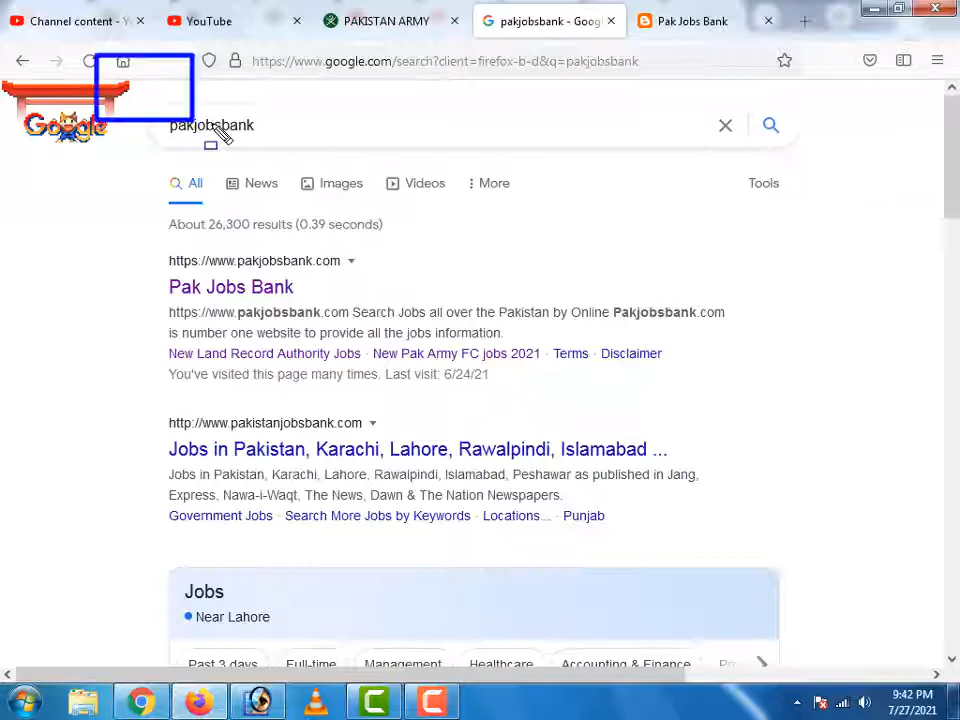 Channel content - Y
YouTube
PAKISTAN ARMY
pakjobsbank - Goog
Pak Jobs Bank
https://www.google.com/search?client=firefox-b-d&q=pakjobsbank
Google
pakjobsbank
All
News
Images
Videos
More
Tools
About 26,300 results (0.39 seconds)
https://www.pakjobsbank.com
Pak Jobs Bank
https://www.pakjobsbank.com Search Jobs all over the Pakistan by Online Pakjobsbank.com
is number one website to provide all the jobs information.
New Land Record Authority Jobs · New Pak Army FC jobs 2021 · Terms · Disclaimer
You've visited this page many times. Last visit: 6/24/21
http://www.pakistanjobsbank.com
Jobs in Pakistan, Karachi, Lahore, Rawalpindi, Islamabad ...
Jobs in Pakistan, Karachi, Lahore, Rawalpindi, Islamabad, Peshawar as published in Jang,
Express, Nawa-i-Waqt, The News, Dawn & The Nation Newspapers.
Government Jobs · Search More Jobs by Keywords · Locations... · Punjab
Jobs
Near Lahore
Past 3 days
Full-time
Management
Healthcare
Accounting & Finance
9:42 PM
7/27/2021